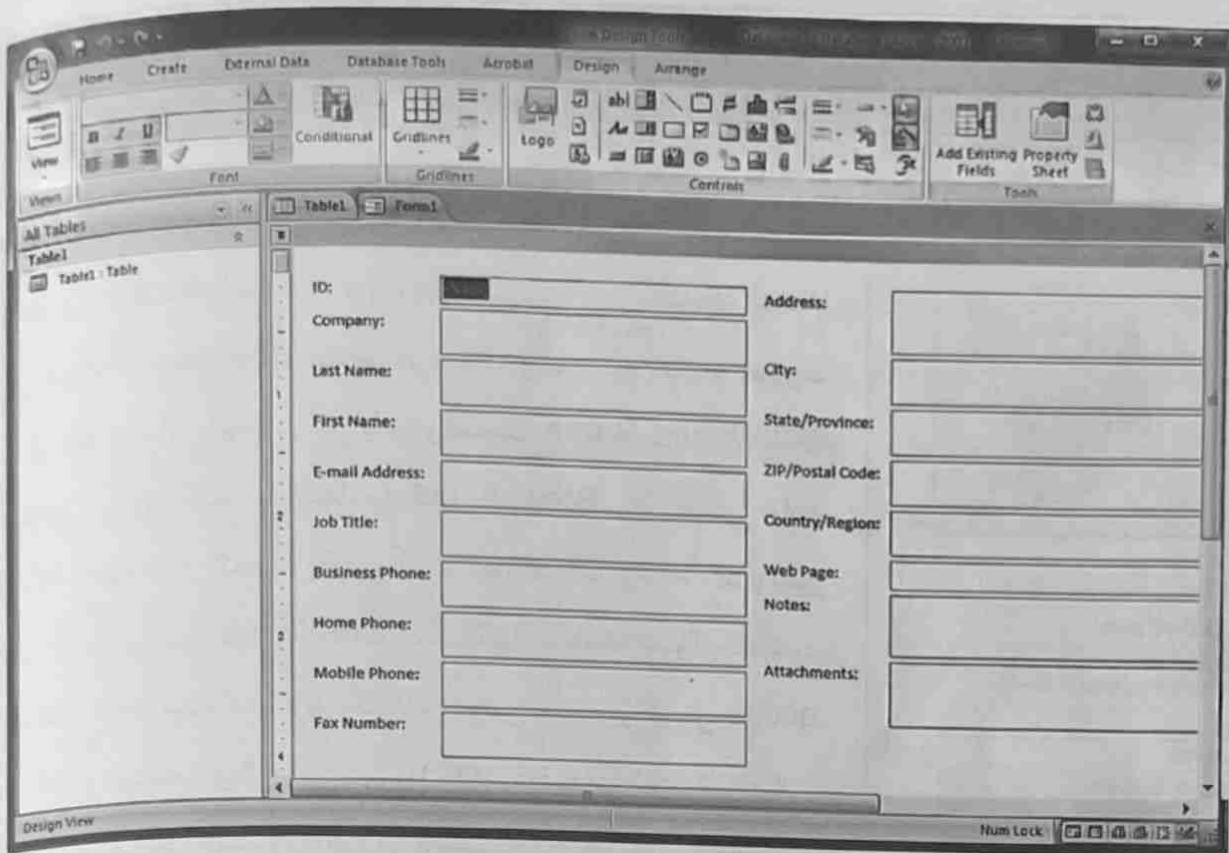 Home Create External Data Database Tools Acrobat Design Arrange
View
B I U
Conditional
Gridlines
Logo
Add Existing Fields
Property Sheet
Views Font Gridlines Controls Tools
All Tables
Table1 Form1
Table1
Table1 : Table
ID:
Company:
Last Name:
First Name:
E-mail Address:
Job Title:
Business Phone:
Home Phone:
Mobile Phone:
Fax Number:
Address:
City:
State/Province:
ZIP/Postal Code:
Country/Region:
Web Page:
Notes:
Attachments:
Design View
Num Lock